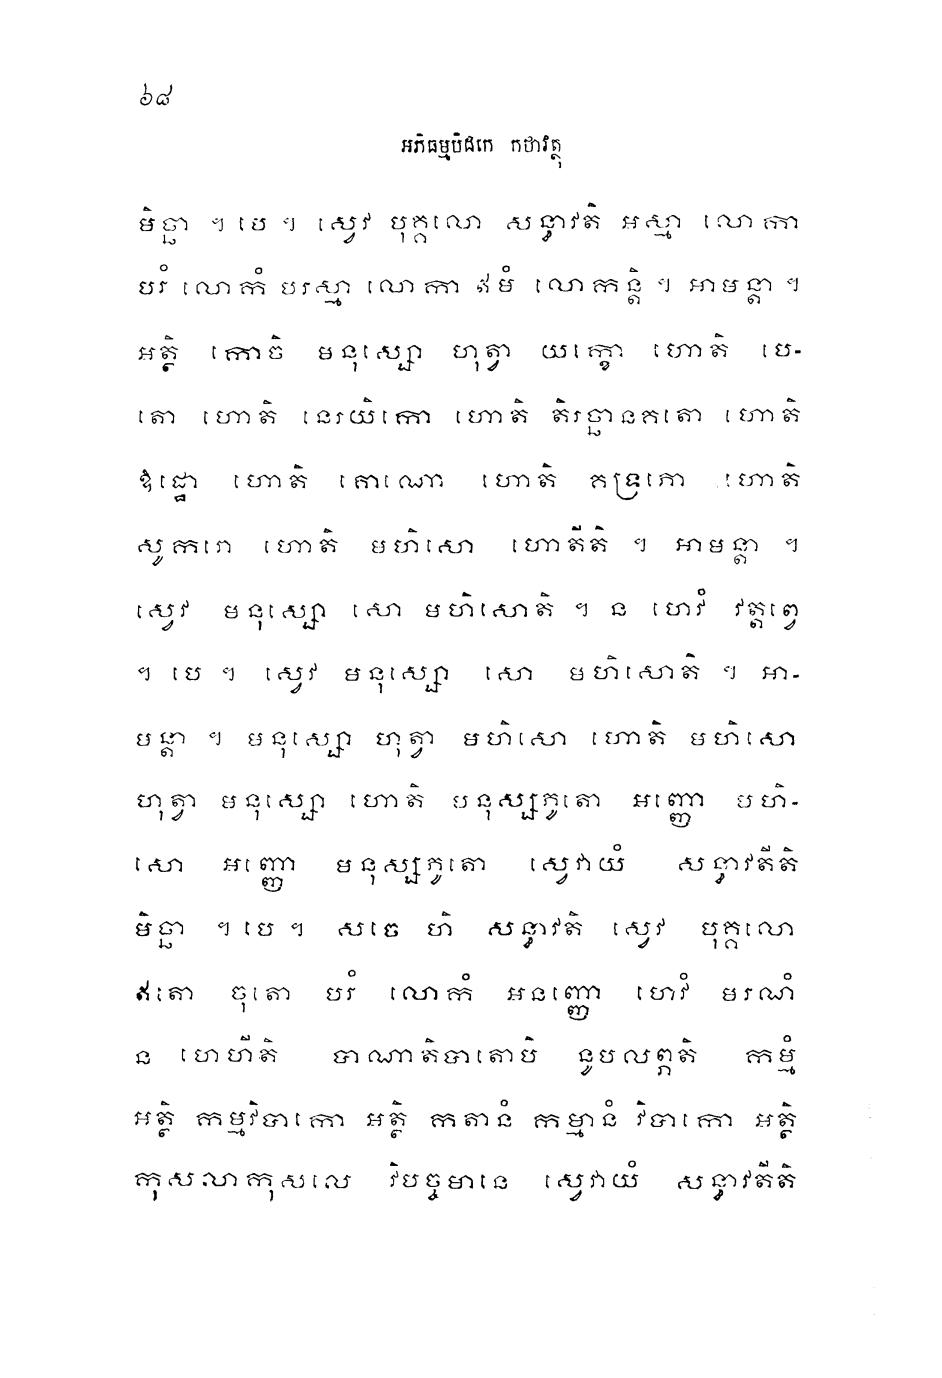 ៦៨
អភិធម្មបិដកេ កថាវត្ថុ
មិច្ឆា ។ បេ ។ ស្វេវ បុគ្គលោ សន្ធាវតិ អស្មា លោកា
បរំ លោកំ បរស្មា លោកា ឥមំ លោកន្តិ ។ អាមន្តា ។
អត្ថិ កោចិ មនុស្សោ ហុត្វា យក្ខោ ហោតិ បេ-
តោ ហោតិ នេរយិកោ ហោតិ តិរច្ឆានគតោ ហោតិ
ឱដ្ឋោ ហោតិ គោណោ ហោតិ គទ្រភោ ហោតិ
សូករោ ហោតិ មហិសោ ហោតីតិ ។ អាមន្តា ។
ស្វេវ មនុស្សោ សោ មហិសោតិ ។ ន ហេវំ វត្តព្វេ
។ បេ ។ ស្វេវ មនុស្សោ សោ មហិសោតិ ។ អា-
មន្តា ។ មនុស្សោ ហុត្វា មហិសោ ហោតិ មហិសោ
ហុត្វា មនុស្សោ ហោតិ មនុស្សភូតោ អញ្ញោ មហិ-
សោ អញ្ញោ មនុស្សភូតោ ស្វេវាយំ សន្ធាវតីតិ
មិច្ឆា ។ បេ ។ សចេ ហិ សន្ធាវតិ ស្វេវ បុគ្គលោ
ឥតោ ចុតោ បរំ លោកំ អនញ្ញោ ហេវំ មរណំ
ន ហេហីតិ បាណាតិបាតោបិ នូបលព្ភតិ កម្មំ
អត្ថិ កម្មវិបាកោ អត្ថិ កតានំ កម្មានំ វិបាកោ អត្ថិ
កុសលាកុសលេ វិបច្ចមានេ ស្វេវាយំ សន្ធាវតីតិ